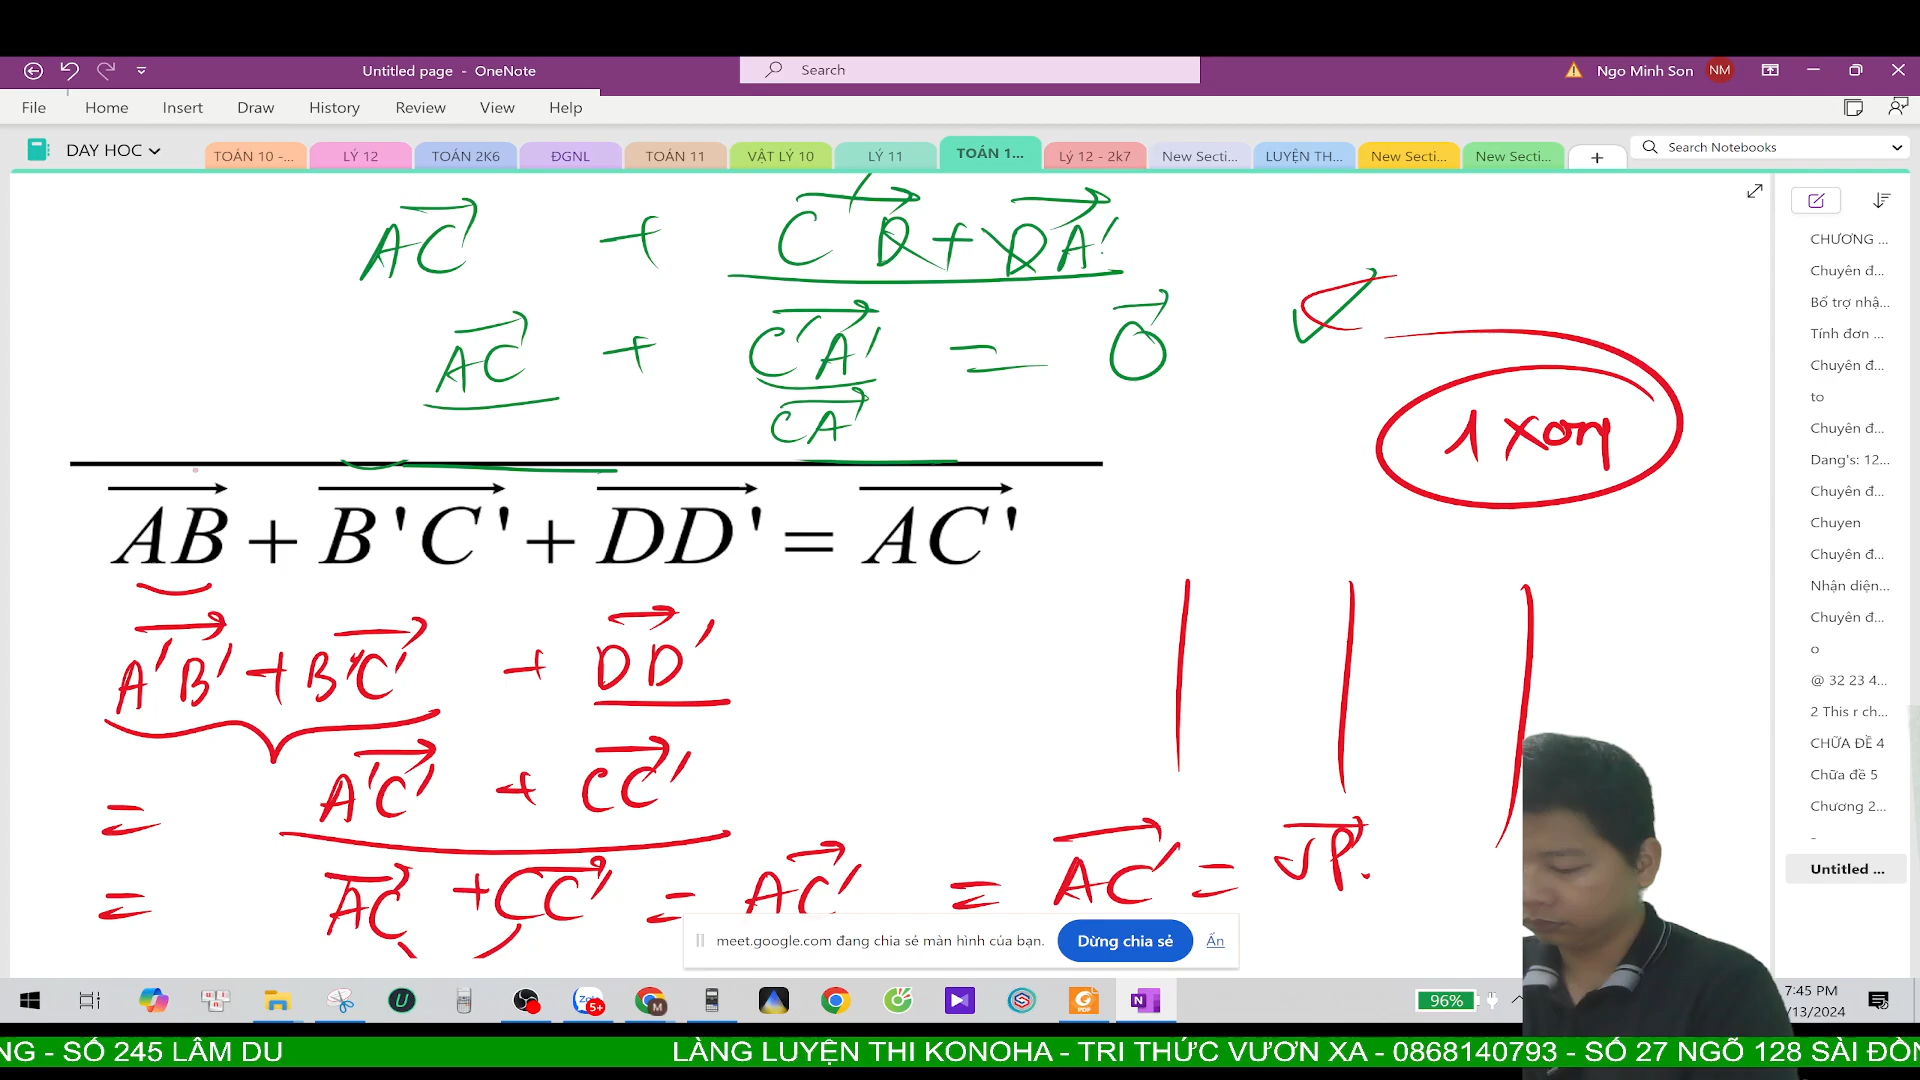 Untitled page - OneNote
Search
Ngo Minh Son NM
File Home Insert Draw History Review View Help
DAY HOC
TOÁN 10 -... LÝ 12 TOÁN 2K6 ĐGNL TOÁN 11 VẬT LÝ 10 LÝ 11 TOÁN 1... Lý 12 - 2k7 New Secti... LUYỆN TH... New Secti... New Secti... +
Search Notebooks
CHƯƠNG ...
Chuyên đ...
Bổ trợ nhậ...
Tính đơn ...
Chuyên đ...
to
Chuyên đ...
Dang's: 12...
Chuyên đ...
Chuyen
Chuyên đ...
Nhận diện...
Chuyên đ...
o
@ 32 23 4...
2 This r ch...
CHỮA ĐỀ 4
Chữa đề 5
Chương 2...
-
Untitled ...
AC + C'D + DA'
AC + C'A' = 0
CA
1 xong
AB + B'C' + DD' = AC'
A'B' + B'C' + DD'
= A'C' + CC'
= AC + CC' = AC' = AC' = VP.
meet.google.com đang chia sẻ màn hình của bạn.
Dừng chia sẻ
Ẩn
96%
7:45 PM
/13/2024
NG - SỐ 245 LÂM DU
LÀNG LUYỆN THI KONOHA - TRI THỨC VƯƠN XA - 0868140793 - SỐ 27 NGÕ 128 SÀI ĐỒN